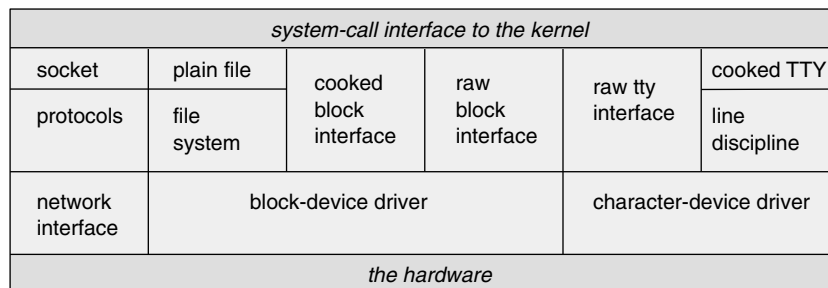 system-call interface to the kernel
socket
plain file
cooked
block
interface
raw
block
interface
raw tty
interface
cooked TTY
protocols
file
system
line
discipline
network
interface
block-device driver
character-device driver
the hardware